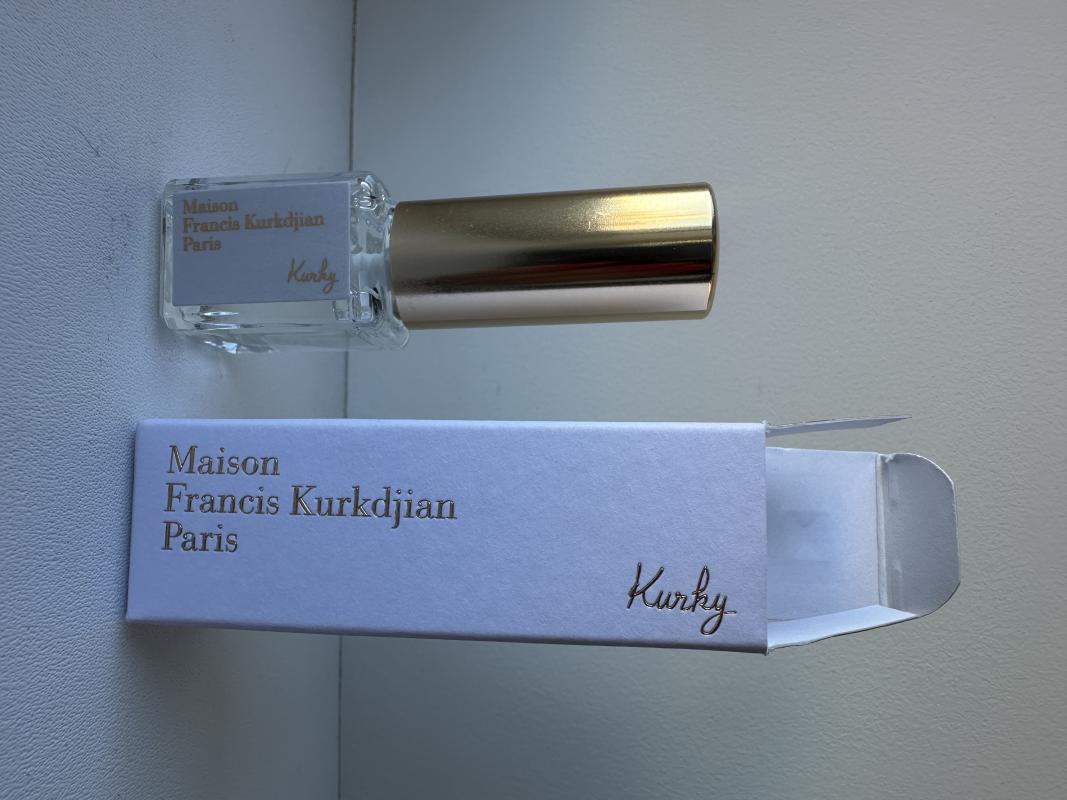 Maison
Francis Kurkdjian
Paris
Kurky
Maison
Francis Kurkdjian
Paris
Kurky